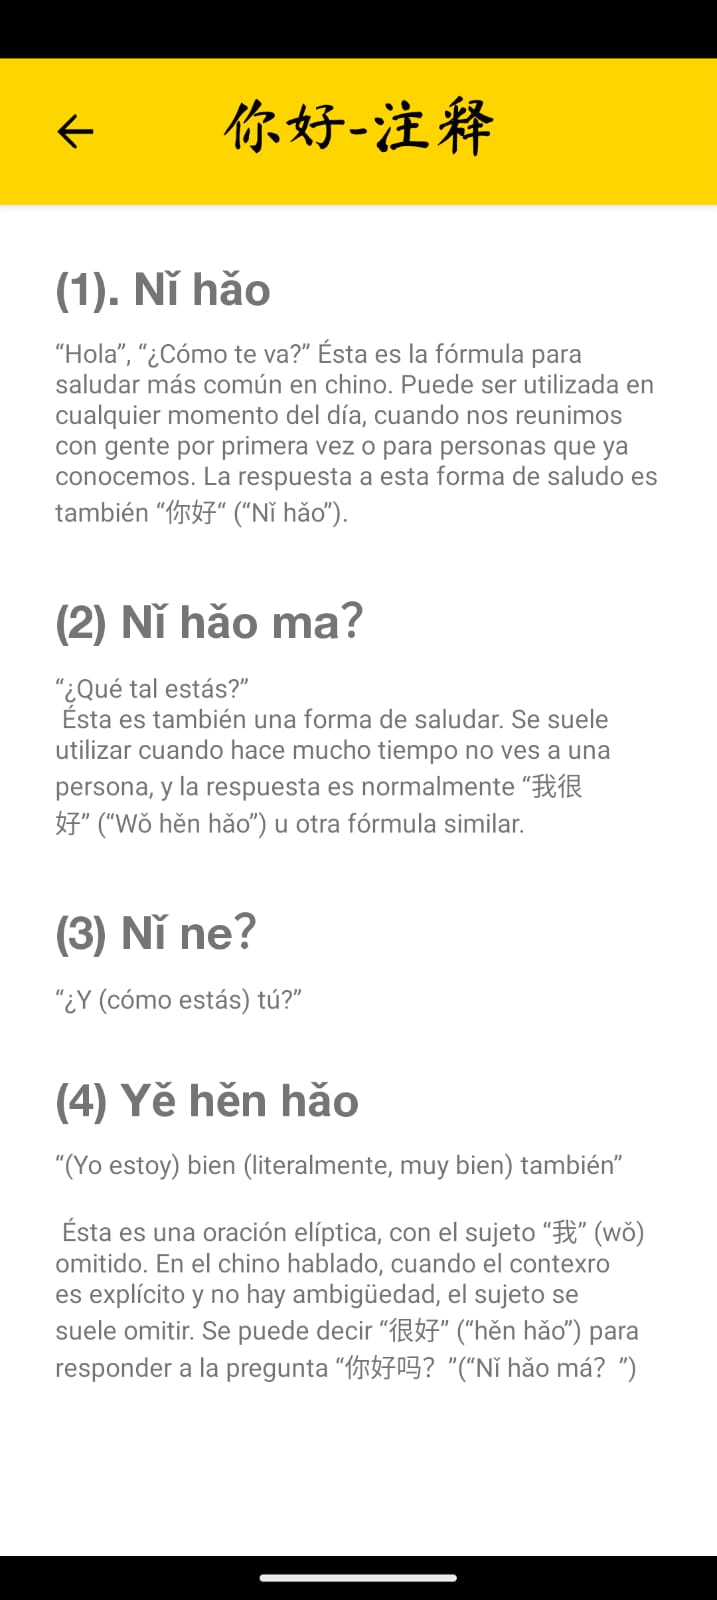 你好-注释
(1). Nǐ hǎo
“Hola”, “¿Cómo te va?” Ésta es la fórmula para
saludar más común en chino. Puede ser utilizada en
cualquier momento del día, cuando nos reunimos
con gente por primera vez o para personas que ya
conocemos. La respuesta a esta forma de saludo es
también “你好“ (“Nǐ hǎo”).
(2) Nǐ hǎo ma？
“¿Qué tal estás?”
Ésta es también una forma de saludar. Se suele
utilizar cuando hace mucho tiempo no ves a una
persona, y la respuesta es normalmente “我很
好” (“Wǒ hěn hǎo”) u otra fórmula similar.
(3) Nǐ ne？
“¿Y (cómo estás) tú?”
(4) Yě hěn hǎo
“(Yo estoy) bien (literalmente, muy bien) también”
Ésta es una oración elíptica, con el sujeto “我” (wǒ)
omitido. En el chino hablado, cuando el contexro
es explícito y no hay ambigüedad, el sujeto se
suele omitir. Se puede decir “很好” (“hěn hǎo”) para
responder a la pregunta “你好吗？”(“Nǐ hǎo má？”)